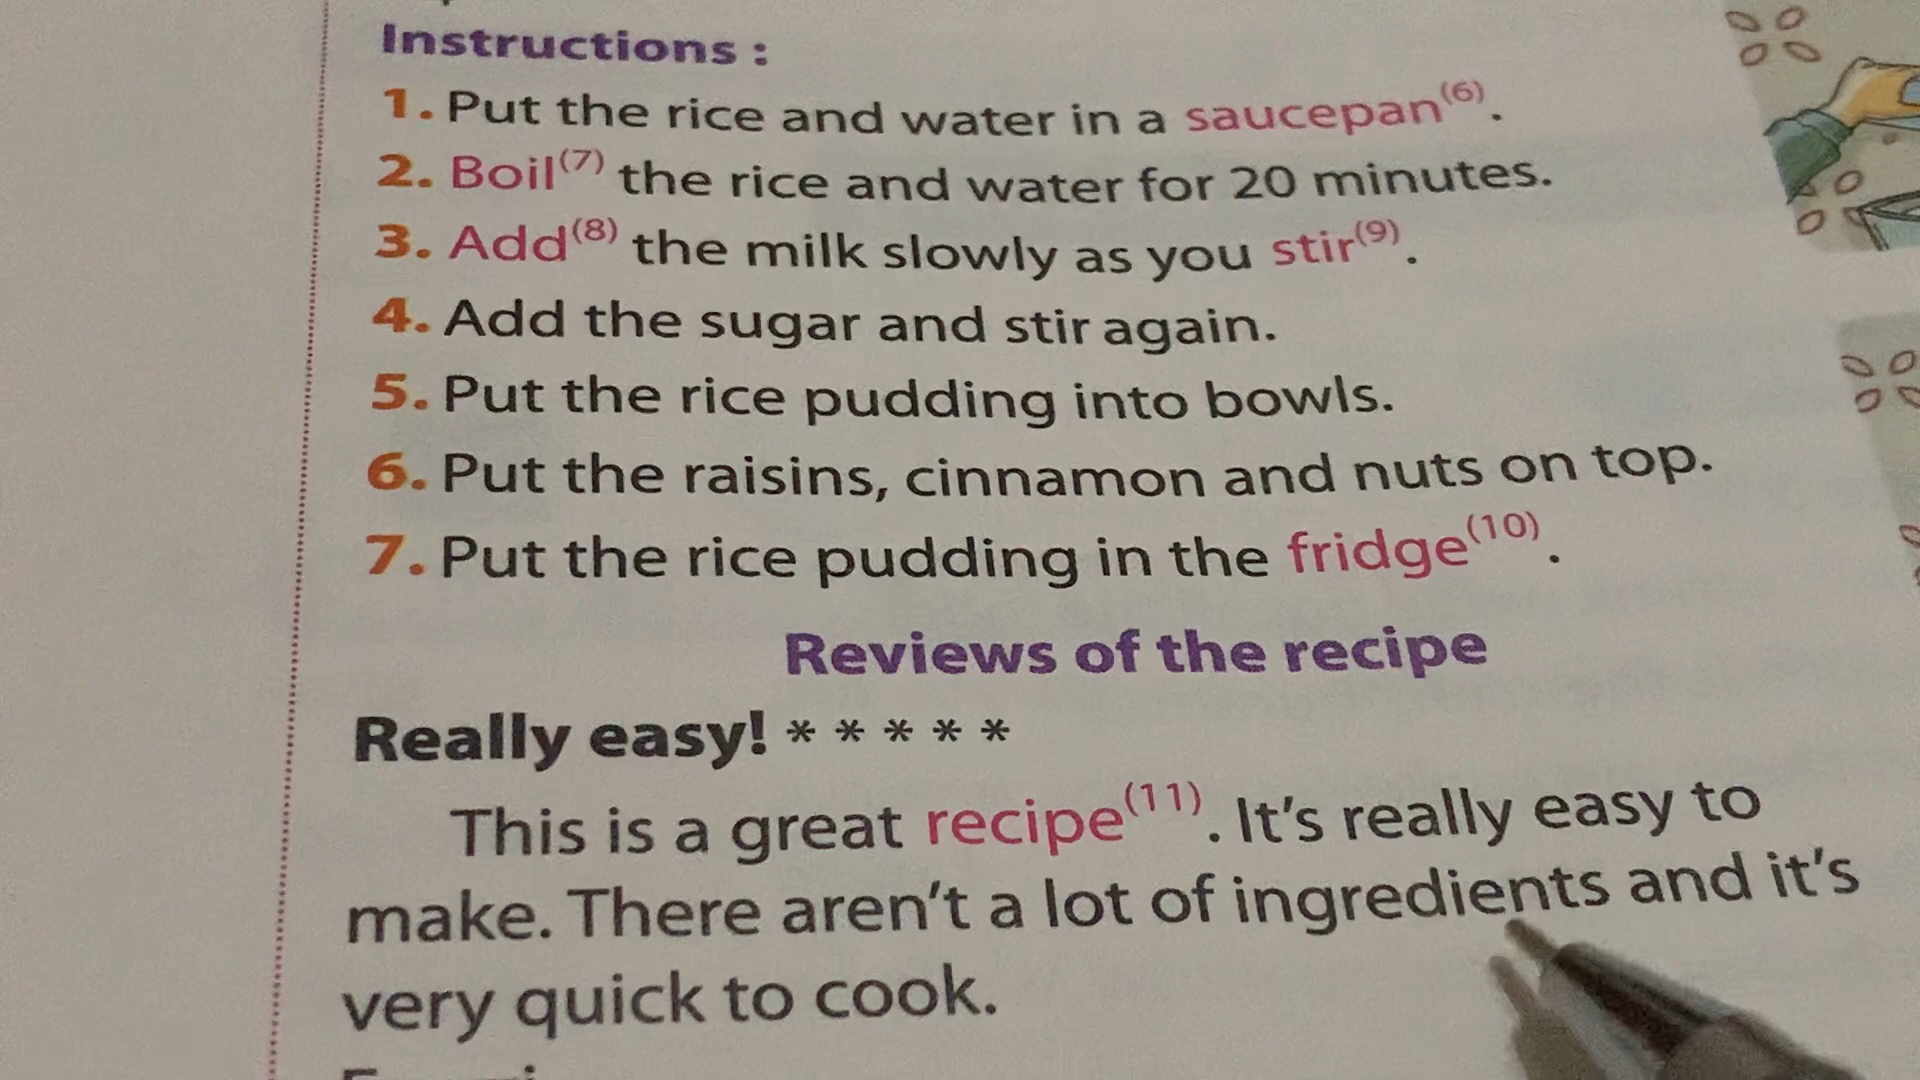 Instructions :
1. Put the rice and water in a saucepan(6).
2. Boil(7) the rice and water for 20 minutes.
3. Add(8) the milk slowly as you stir(9).
4. Add the sugar and stir again.
5. Put the rice pudding into bowls.
6. Put the raisins, cinnamon and nuts on top.
7. Put the rice pudding in the fridge(10).
Reviews of the recipe
Really easy! * * * * *
This is a great recipe(11). It's really easy to
make. There aren't a lot of ingredients and it's
very quick to cook.